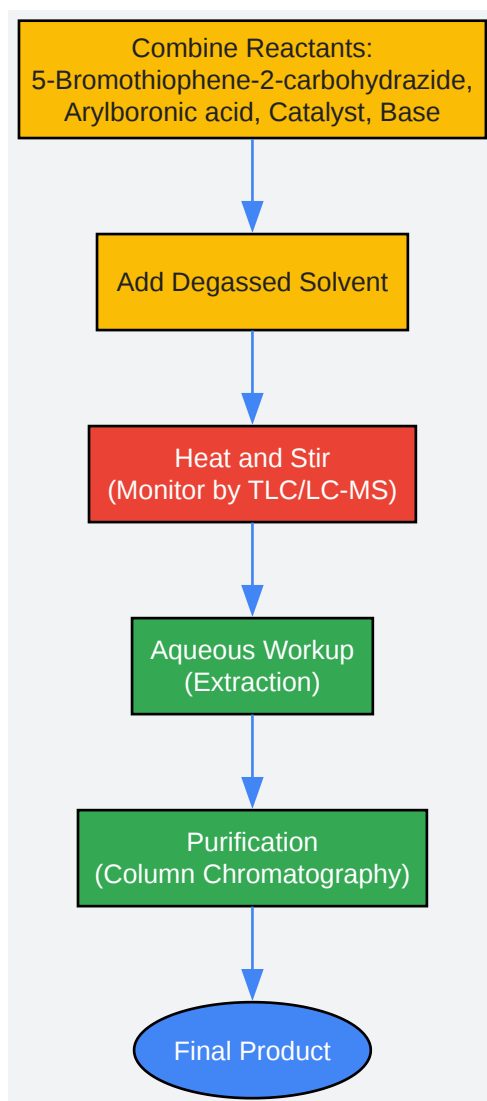 Combine Reactants:
5-Bromothiophene-2-carbohydrazide,
Arylboronic acid, Catalyst, Base
Add Degassed Solvent
Heat and Stir
(Monitor by TLC/LC-MS)
Aqueous Workup
(Extraction)
Purification
(Column Chromatography)
Final Product